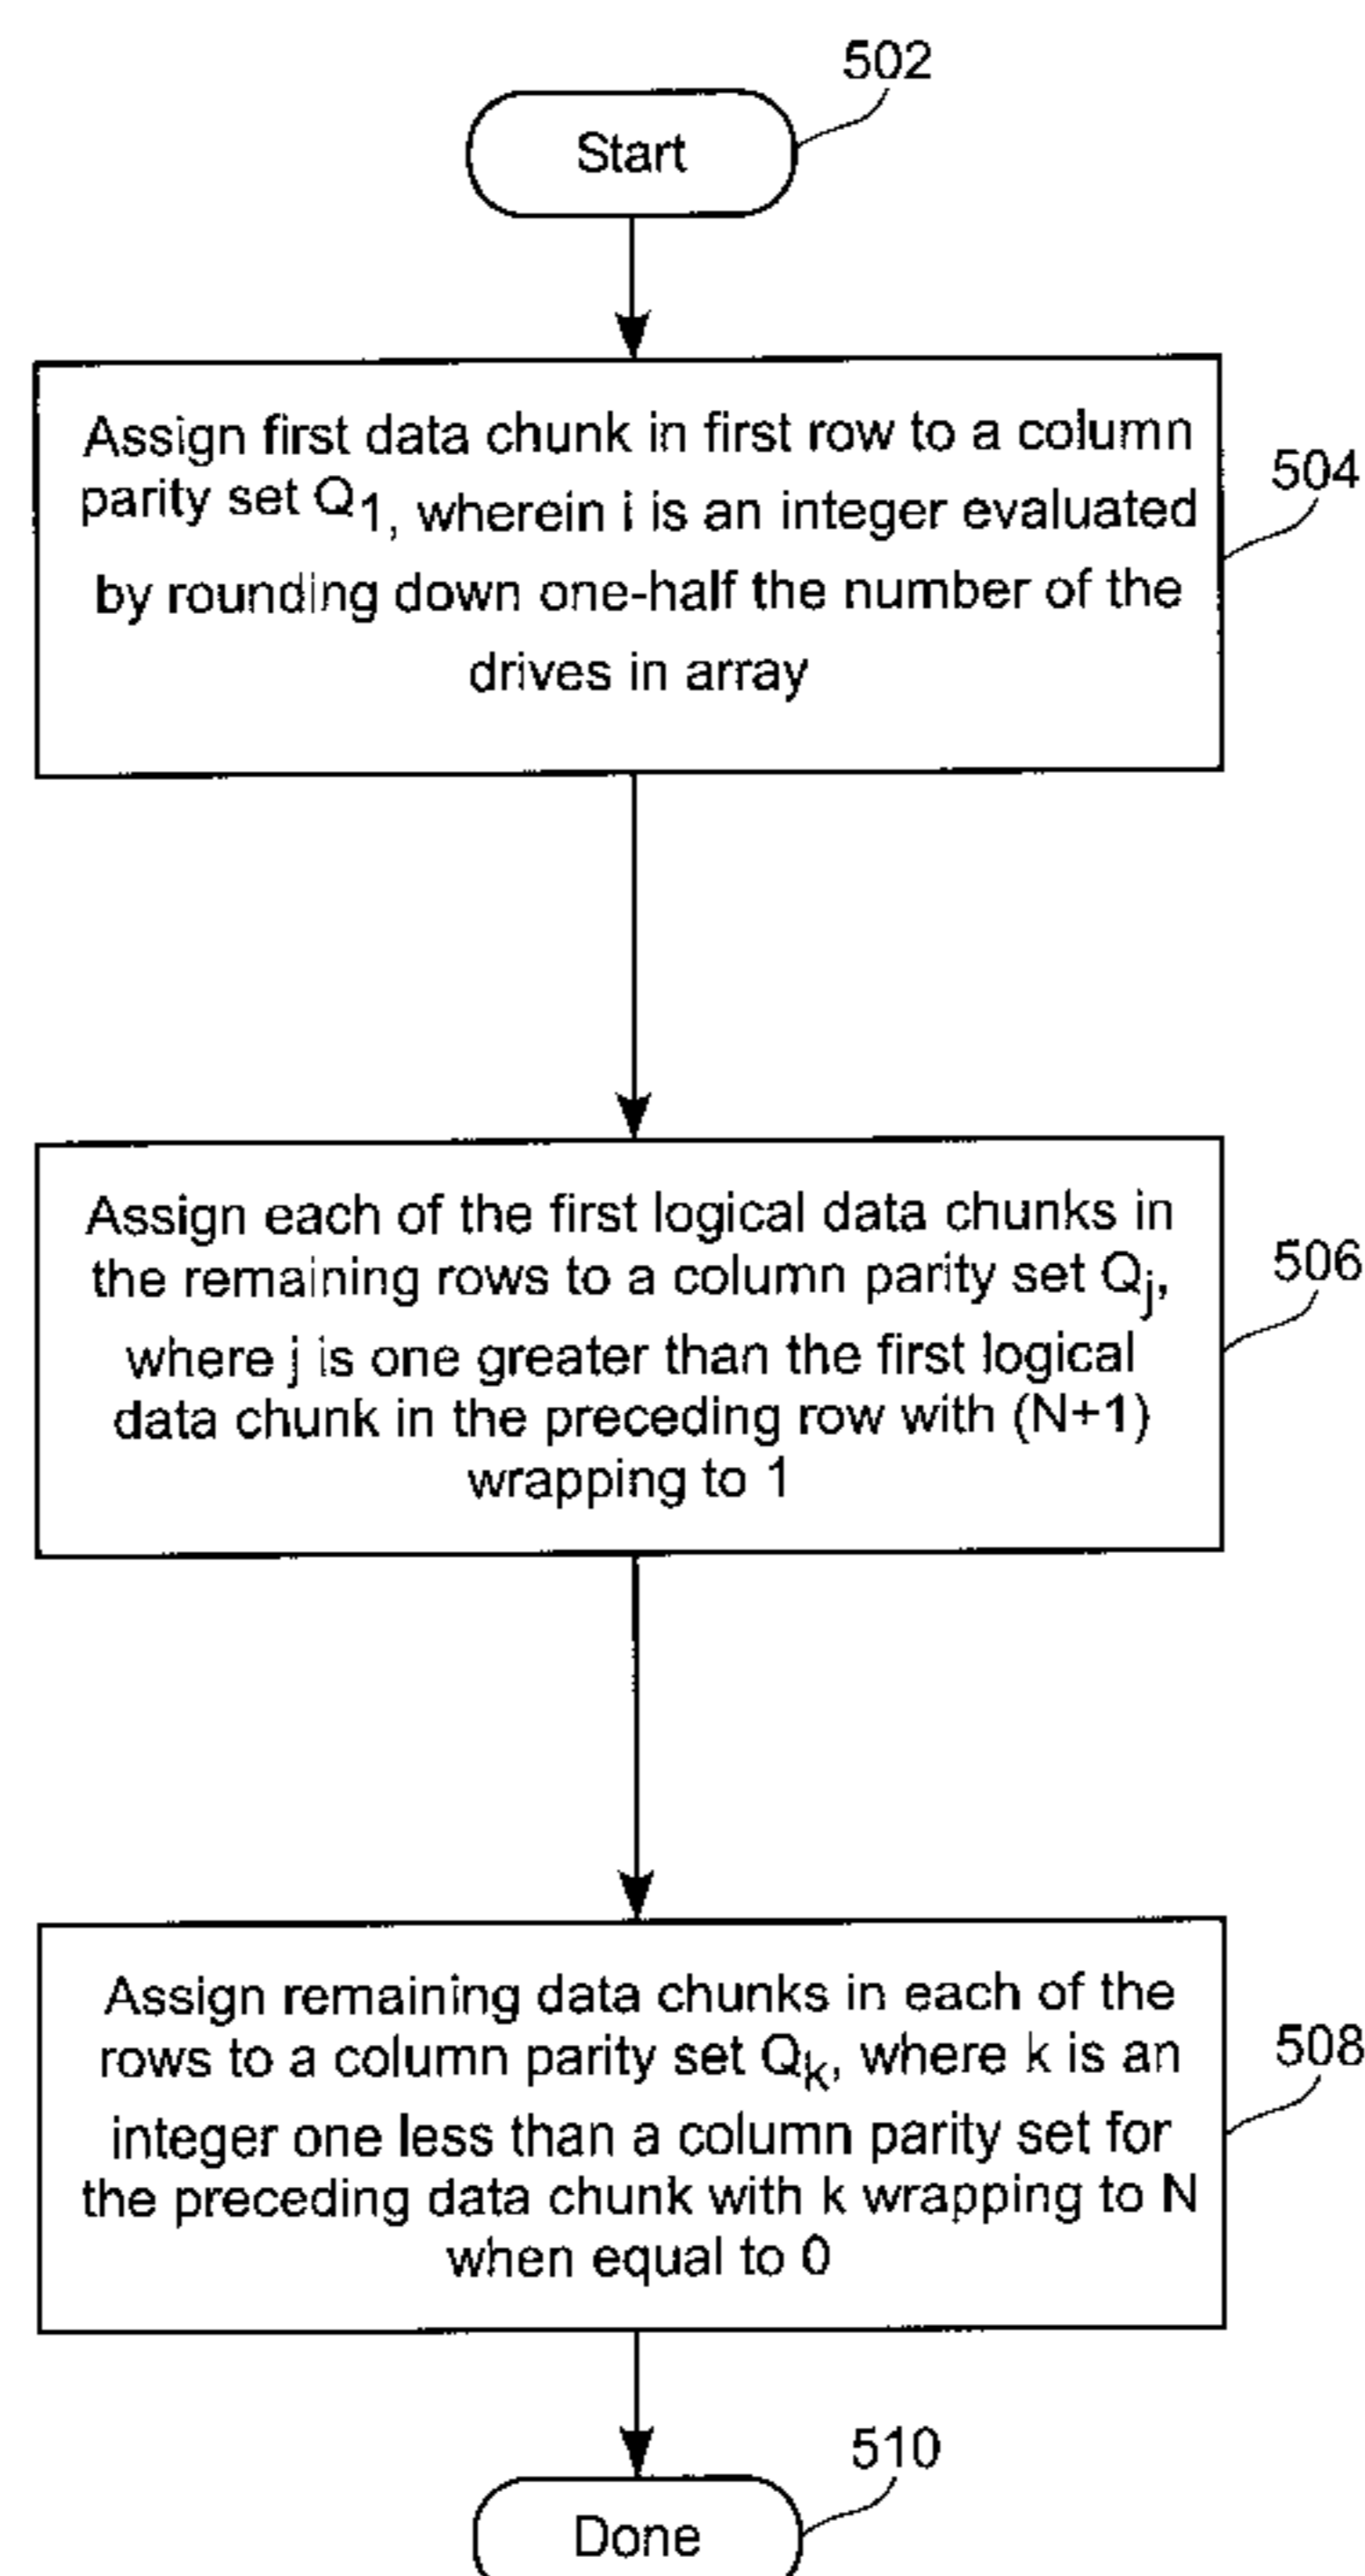 502
Start
Assign first data chunk in first row to a column
parity set Q1, wherein i is an integer evaluated
by rounding down one-half the number of the
drives in array
504
Assign each of the first logical data chunks in
the remaining rows to a column parity set Qj,
where j is one greater than the first logical
data chunk in the preceding row with (N+1)
wrapping to 1
506
Assign remaining data chunks in each of the
rows to a column parity set Qk, where k is an
integer one less than a column parity set for
the preceding data chunk with k wrapping to N
when equal to 0
508
510
Done